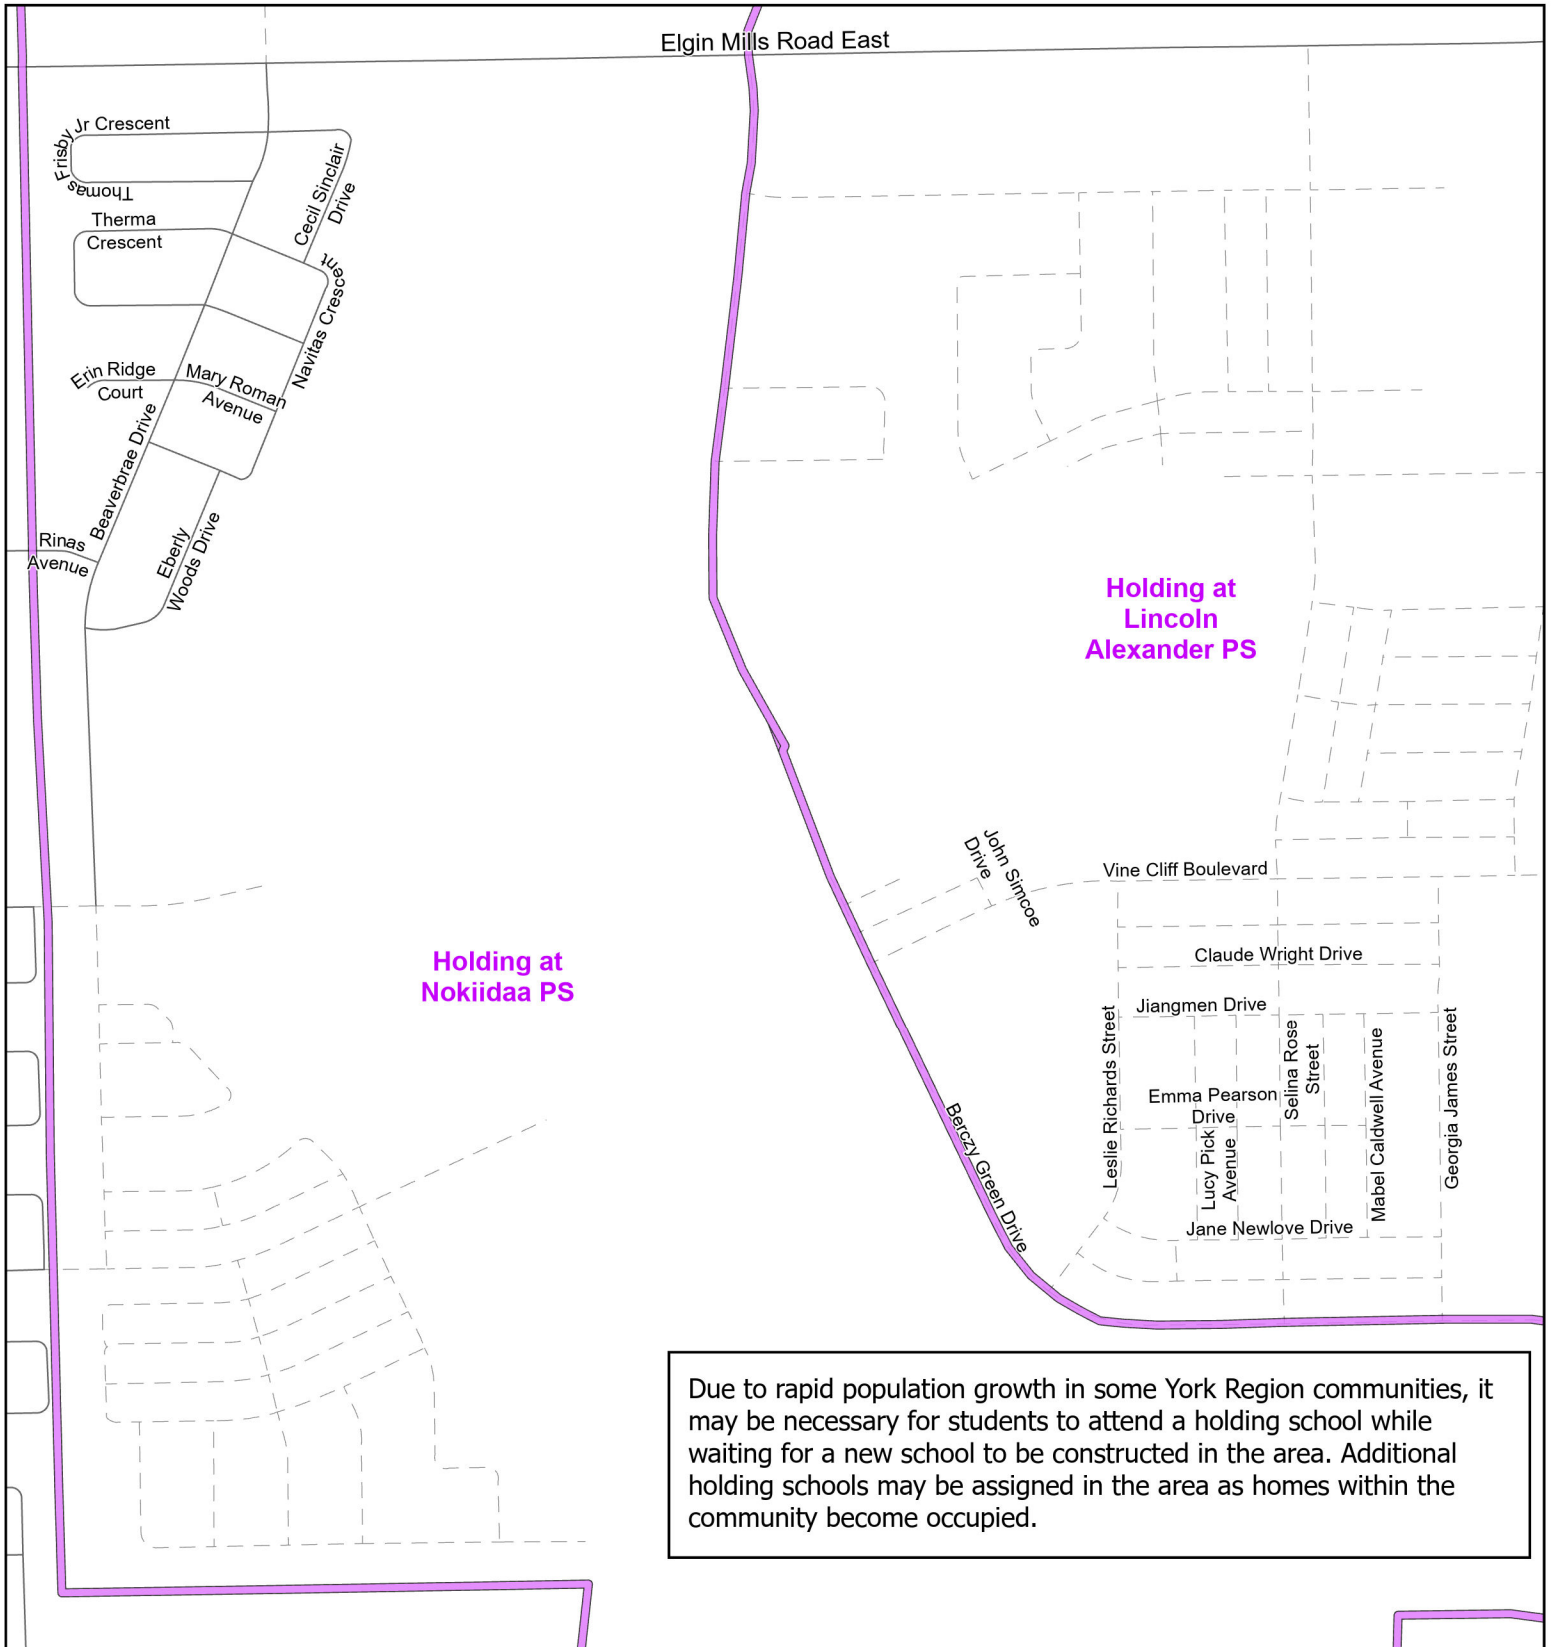 Elgin Mills Road East
Thomas Frisby Jr Crescent
Cecil Sinclair
Drive
Therma
Crescent
Navitas Crescent
Erin Ridge
Court
Mary Roman
Avenue
Beaverbrae Drive
Rinas
Avenue
Eberly
Woods Drive
Holding at
Lincoln
Alexander PS
John Simcoe
Drive
Vine Cliff Boulevard
Holding at
Nokiidaa PS
Claude Wright Drive
Jiangmen Drive
Leslie Richards Street
Selina Rose
Street
Mabel Caldwell Avenue
Georgia James Street
Emma Pearson
Drive
Lucy Pick
Avenue
Berczy Green Drive
Jane Newlove Drive
Due to rapid population growth in some York Region communities, it
may be necessary for students to attend a holding school while
waiting for a new school to be constructed in the area. Additional
holding schools may be assigned in the area as homes within the
community become occupied.